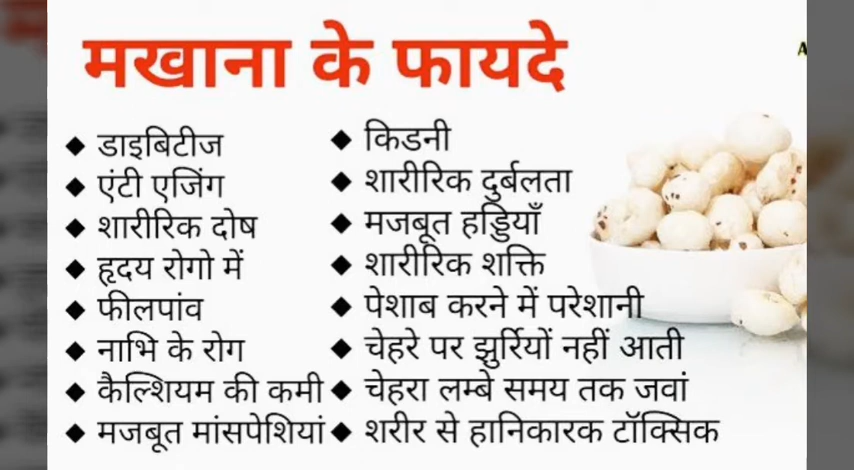 मखाना के फायदे
◆ डाइबिटीज
◆ एंटी एजिंग
◆ शारीरिक दोष
◆ हृदय रोगो में
◆ फीलपांव
◆ नाभि के रोग
◆ कैल्शियम की कमी
◆ मजबूत मांसपेशियां
◆ किडनी
◆ शारीरिक दुर्बलता
◆ मजबूत हड्डियाँ
◆ शारीरिक शक्ति
◆ पेशाब करने में परेशानी
◆ चेहरे पर झुर्रियों नहीं आती
◆ चेहरा लम्बे समय तक जवां
◆ शरीर से हानिकारक टॉक्सिक